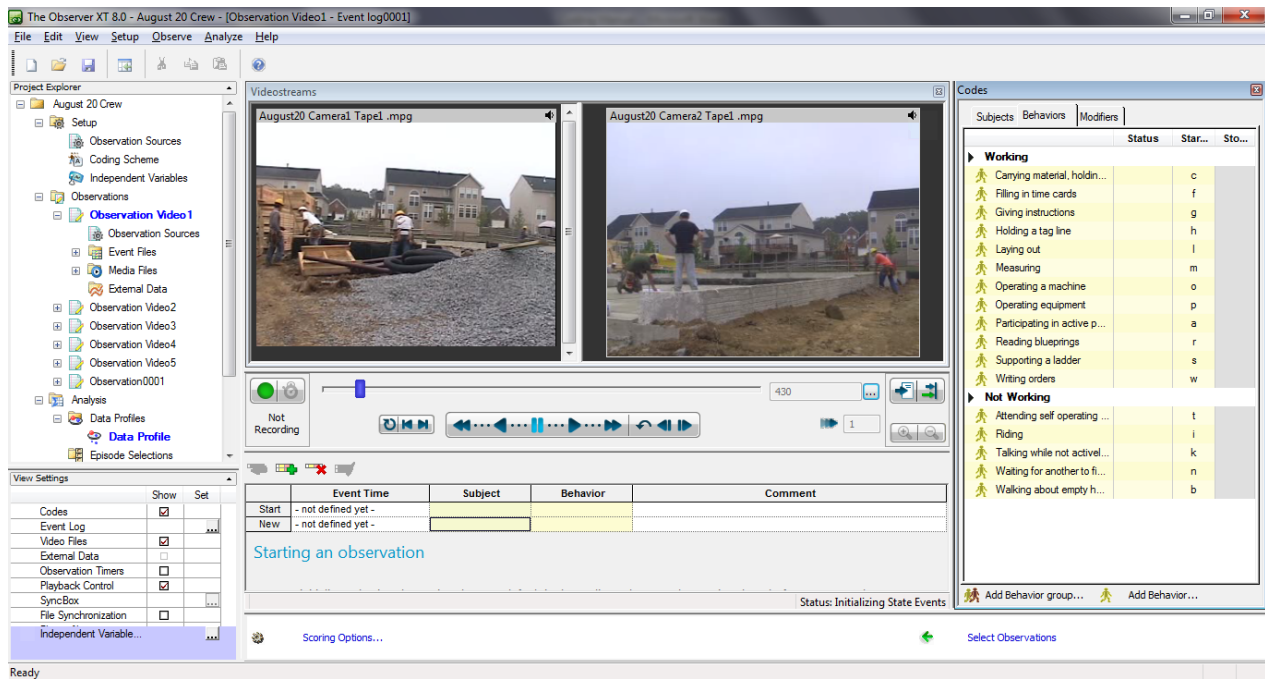 The Observer XT 8.0 - August 20 Crew - [Observation Video1 - Event log0001]
File Edit View Setup Observe Analyze Help
Project Explorer
August 20 Crew
Setup
Observation Sources
Coding Scheme
Independent Variables
Observations
Observation Video1
Observation Sources
Event Files
Media Files
External Data
Observation Video2
Observation Video3
Observation Video4
Observation Video5
Observation0001
Analysis
Data Profiles
Data Profile
Episode Selections
View Settings
Show Set
Codes
Event Log ...
Video Files
External Data
Observation Timers
Playback Control
SyncBox ...
File Synchronization
Independent Variable... ...
Videostreams
August20 Camera1 Tape1 .mpg
August20 Camera2 Tape1 .mpg
430 ...
Not
Recording
1
Event Time Subject Behavior Comment
Start - not defined yet -
New - not defined yet -
Starting an observation
Status: Initializing State Events
Scoring Options...
Select Observations
Codes
Subjects Behaviors Modifiers
Status Star... Sto...
Working
Carrying material, holdin... c
Filling in time cards f
Giving instructions g
Holding a tag line h
Laying out l
Measuring m
Operating a machine o
Operating equipment p
Participating in active p... a
Reading blueprings r
Supporting a ladder s
Writing orders w
Not Working
Attending self operating ... t
Riding i
Talking while not activel... k
Waiting for another to fi... n
Walking about empty h... b
Add Behavior group... Add Behavior...
Ready